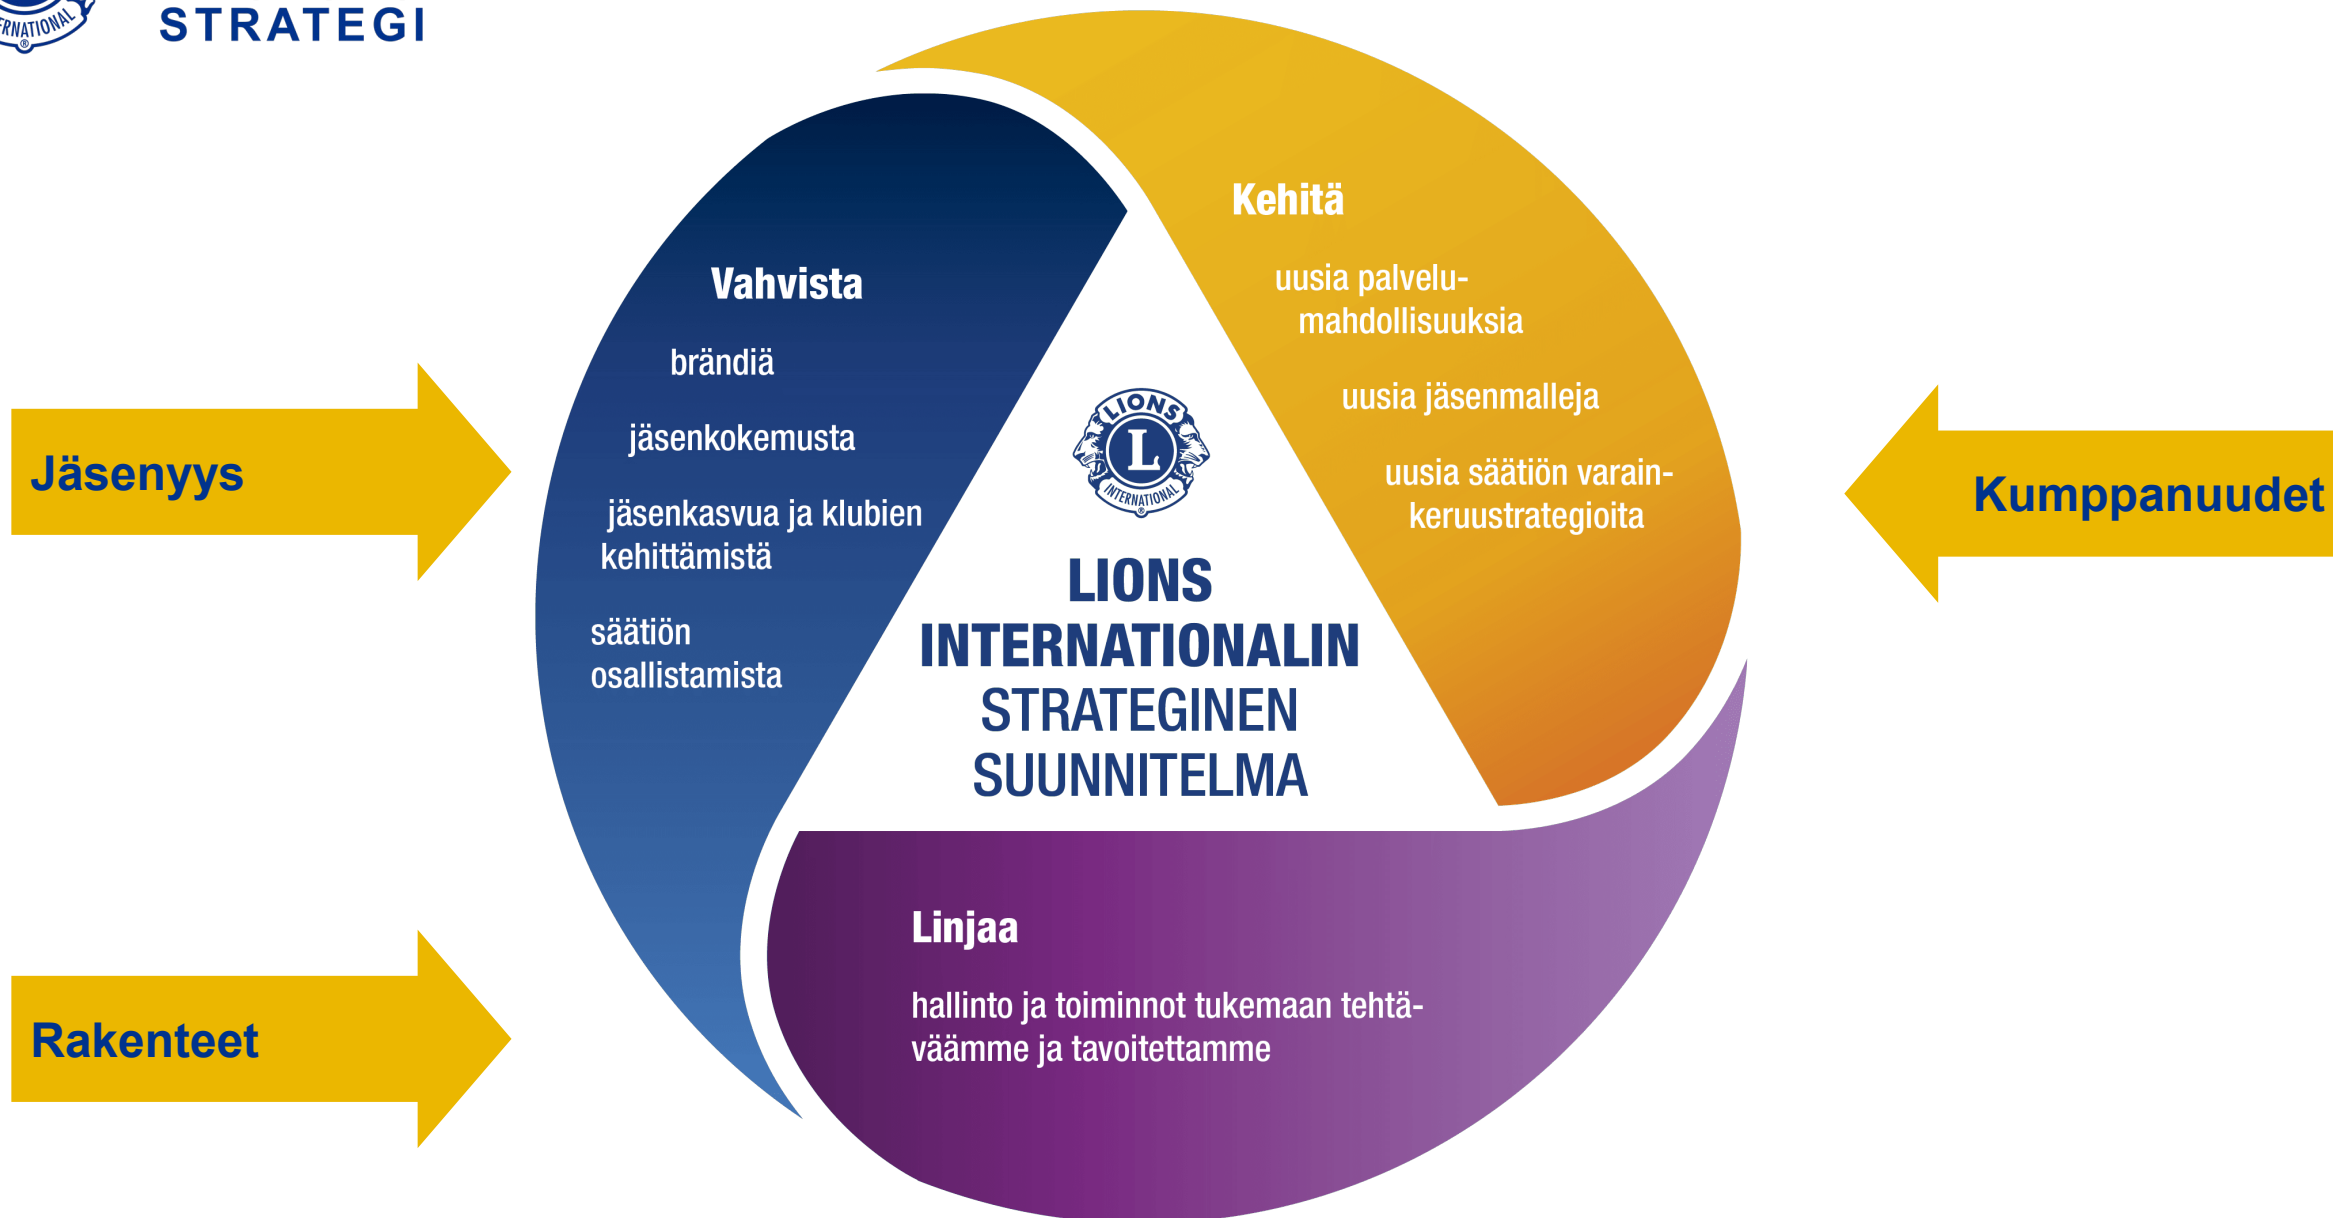 ERNATIONAL
®
STRATEGI
Kehitä
uusia palvelu-
mahdollisuuksia
uusia jäsenmalleja
uusia säätiön varain-
keruustrategioita
Vahvista
brändiä
jäsenkokemusta
jäsenkasvua ja klubien
kehittämistä
säätiön
osallistamista
Jäsenyys
Kumppanuudet
LIONS
L
INTERNATIONAL
®
LIONS
INTERNATIONALIN
STRATEGINEN
SUUNNITELMA
Linjaa
hallinto ja toiminnot tukemaan tehtä-
väämme ja tavoitettamme
Rakenteet